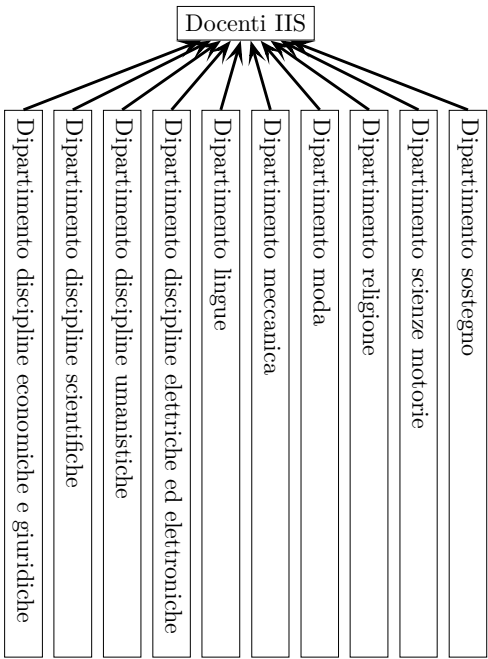 Docenti IIS
Dipartimento discipline economiche e giuridiche
Dipartimento discipline scientifiche
Dipartimento discipline umanistiche
Dipartimento discipline elettriche ed elettroniche
Dipartimento lingue
Dipartimento meccanica
Dipartimento moda
Dipartimento religione
Dipartimento scienze motorie
Dipartimento sostegno